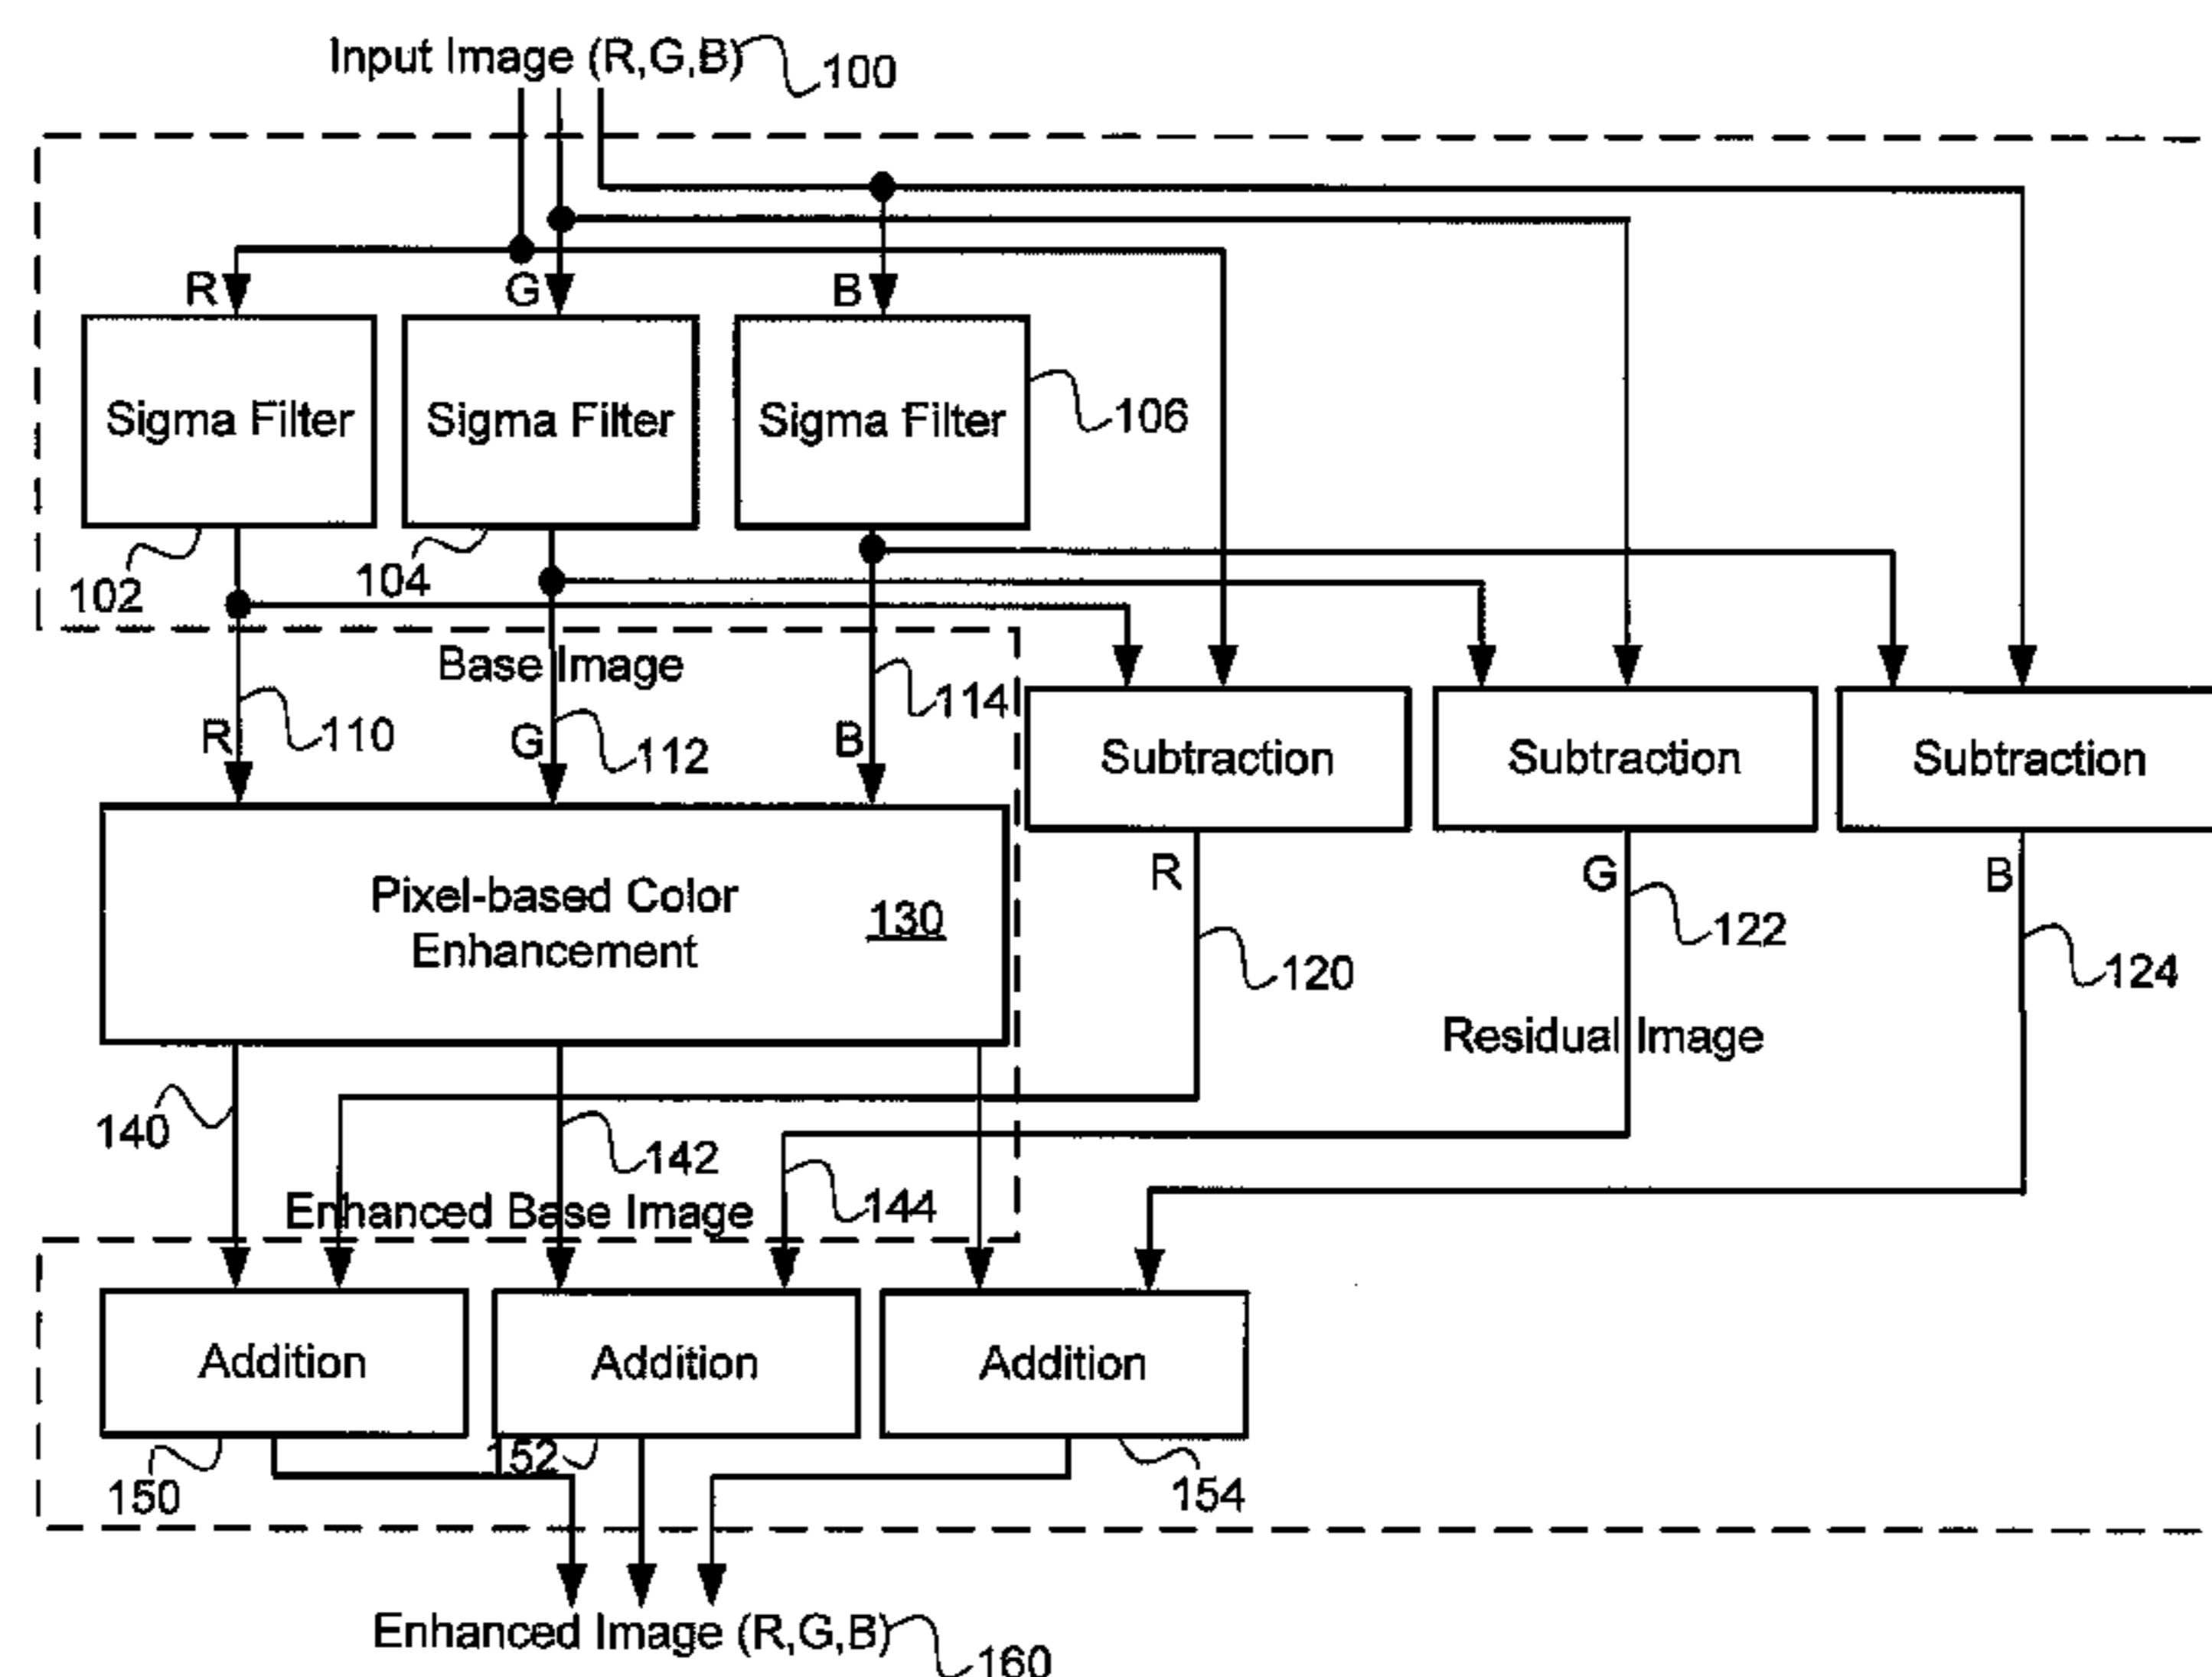 Input Image (R,G,B) 100
R G B
Sigma Filter Sigma Filter Sigma Filter 106
102 104
Base Image
114
R 110 G 112 B
Subtraction Subtraction Subtraction
Pixel-based Color
Enhancement
130
R G B
120 122 124
Residual Image
140 142 144
Enhanced Base Image
Addition Addition Addition
150 152 154
Enhanced Image (R,G,B) 160